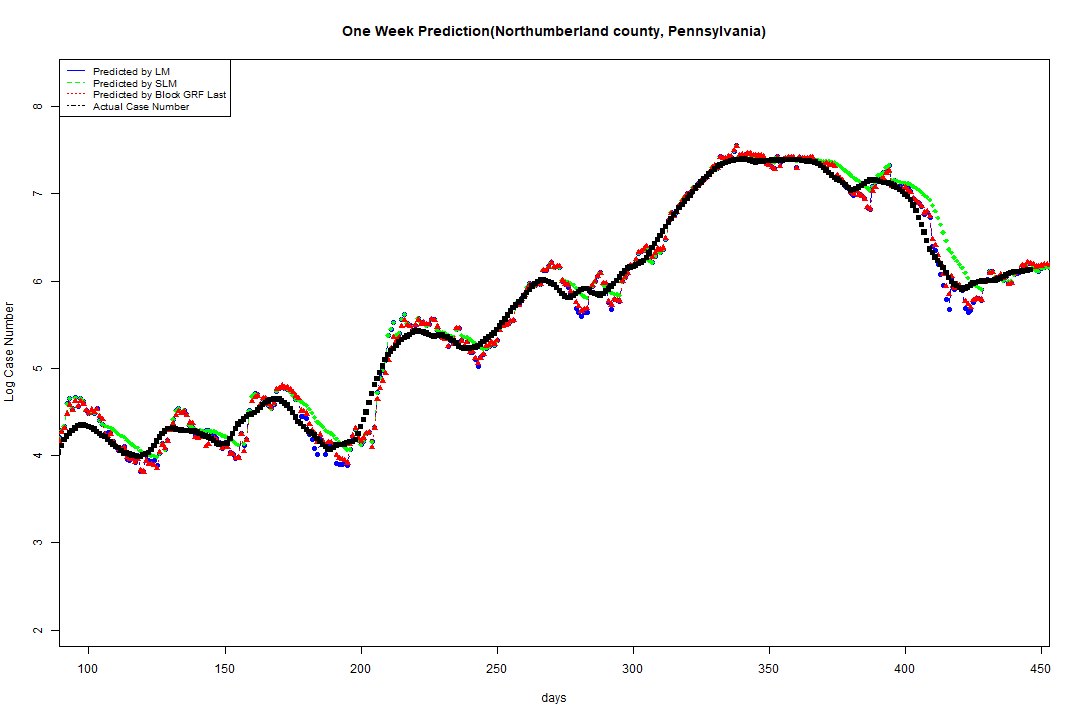 One Week Prediction(Northumberland county, Pennsylvania)
Predicted by LM
Predicted by SLM
Predicted by Block GRF Last
Actual Case Number
8
7
6
5
4
3
2
Log Case Number
100 150 200 250 300 350 400 450
days